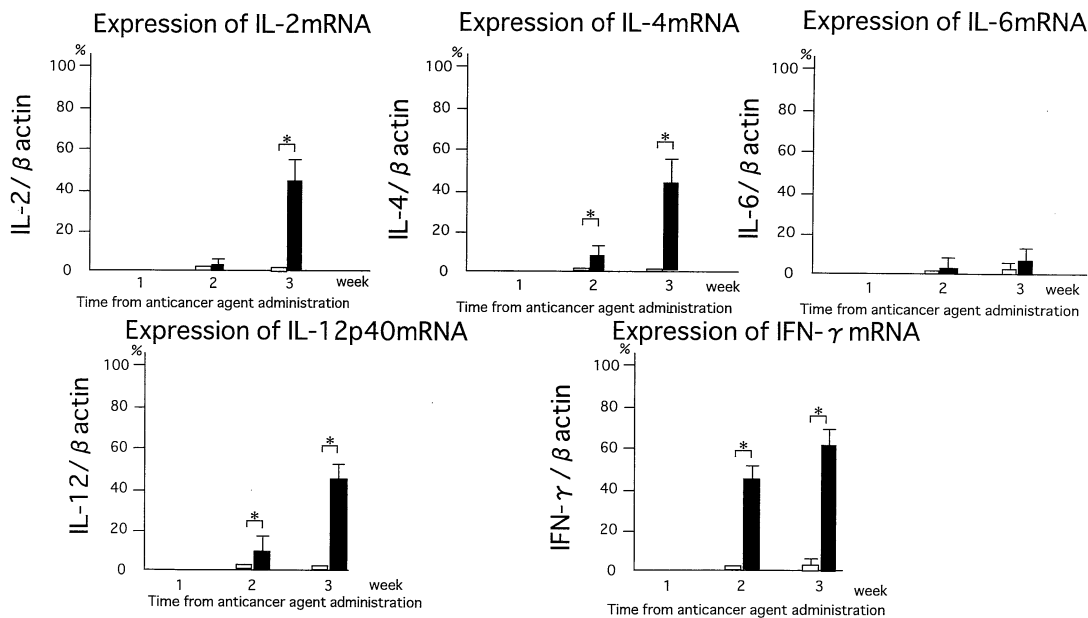 Expression of IL-2mRNA
%
100
80
60
40
20
0
IL-2/ β actin
*
1 2 3 week
Time from anticancer agent administration
Expression of IL-4mRNA
%
100
80
60
40
20
0
IL-4/ β actin
*
*
1 2 3 week
Time from anticancer agent administration
Expression of IL-6mRNA
%
100
80
60
40
20
0
IL-6/ β actin
1 2 3 week
Time from anticancer agent administration
Expression of IL-12p40mRNA
%
100
80
60
40
20
0
IL-12/ β actin
*
*
1 2 3 week
Time from anticancer agent administration
Expression of IFN-γ mRNA
%
100
80
60
40
20
0
IFN-γ / β actin
*
*
1 2 3 week
Time from anticancer agent administration